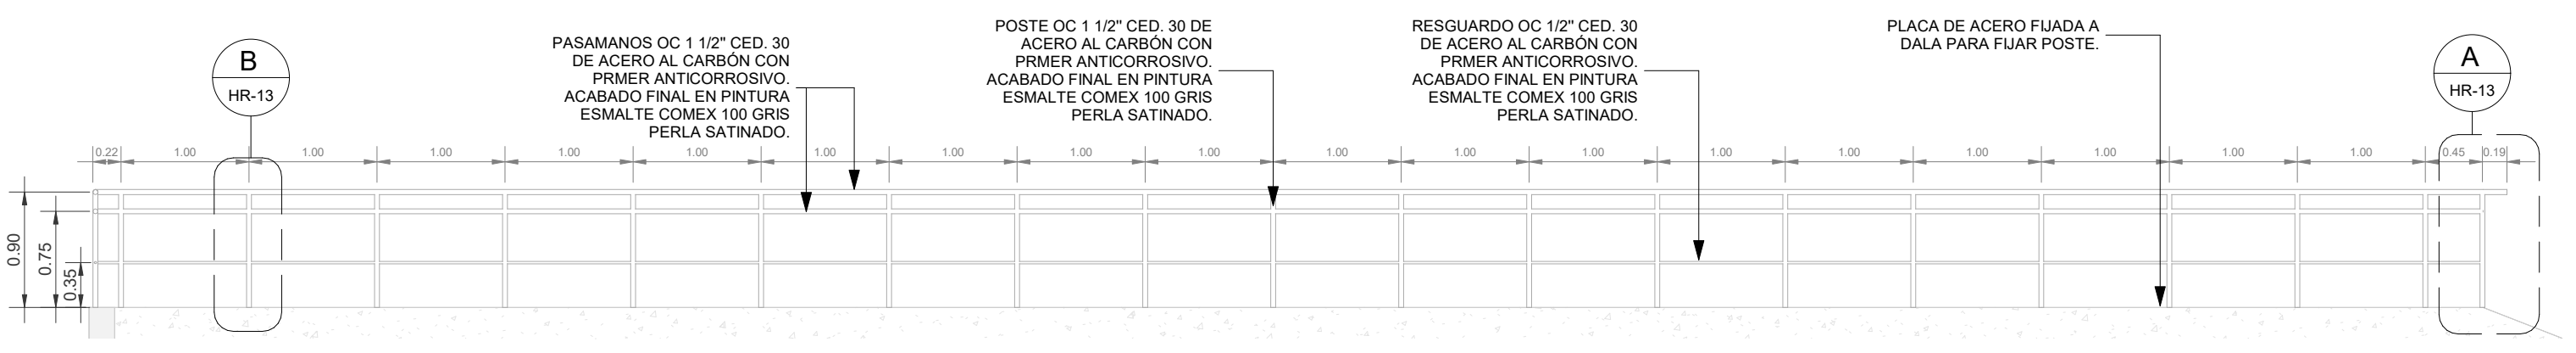 B
HR-13
PASAMANOS OC 1 1/2" CED. 30
DE ACERO AL CARBÓN CON
PRMER ANTICORROSIVO.
ACABADO FINAL EN PINTURA
ESMALTE COMEX 100 GRIS
PERLA SATINADO.
POSTE OC 1 1/2" CED. 30 DE
ACERO AL CARBÓN CON
PRMER ANTICORROSIVO.
ACABADO FINAL EN PINTURA
ESMALTE COMEX 100 GRIS
PERLA SATINADO.
RESGUARDO OC 1/2" CED. 30
DE ACERO AL CARBÓN CON
PRMER ANTICORROSIVO.
ACABADO FINAL EN PINTURA
ESMALTE COMEX 100 GRIS
PERLA SATINADO.
PLACA DE ACERO FIJADA A
DALA PARA FIJAR POSTE.
A
HR-13
0.22 1.00 1.00 1.00 1.00 1.00 1.00 1.00 1.00 1.00 1.00 1.00 1.00 1.00 1.00 1.00 1.00 1.00 1.00 0.45 0.19
0.90
0.75
0.35